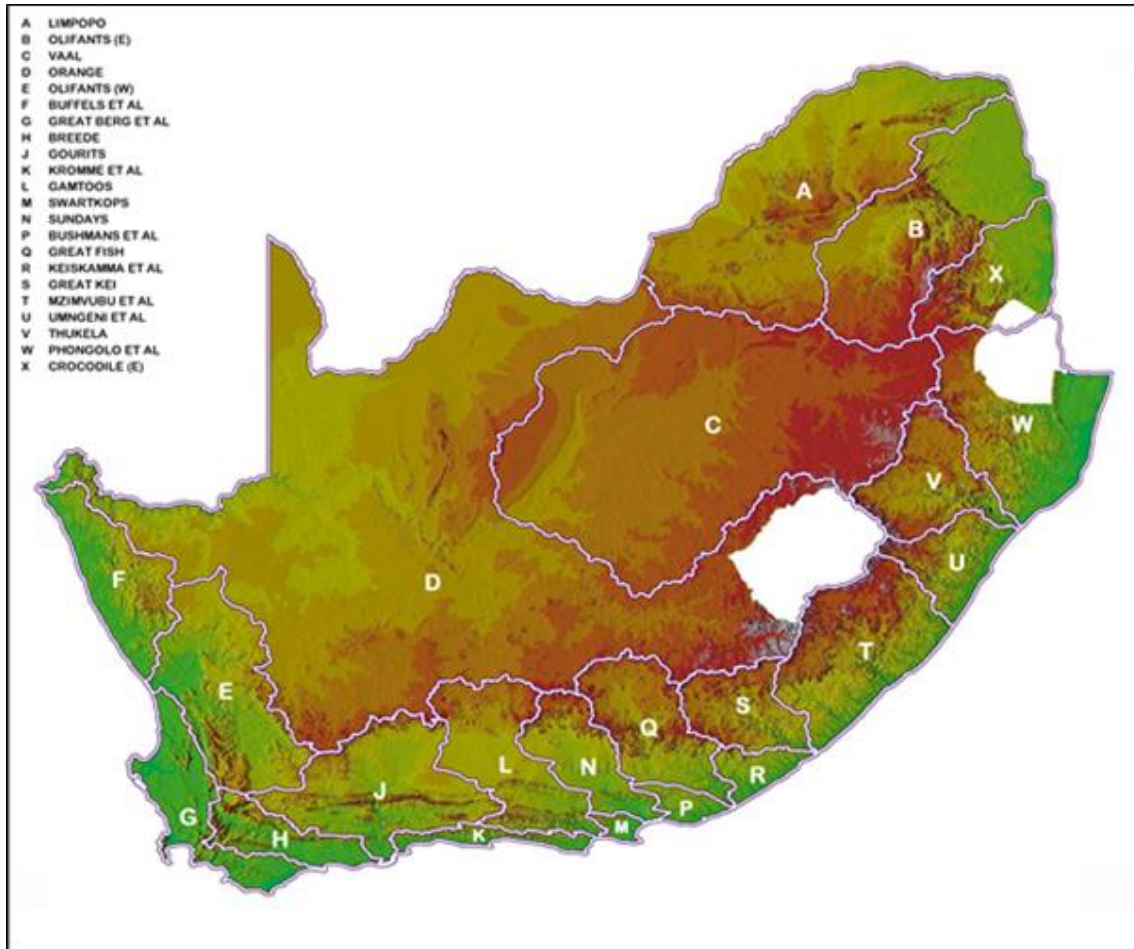 A LIMPOPO
B OLIFANTS (E)
C VAAL
D ORANGE
E OLIFANTS (W)
F BUFFELS ET AL
G GREAT BERG ET AL
H BREEDE
J GOURITS
K KROMME ET AL
L GAMTOOS
M SWARTKOPS
N SUNDAYS
P BUSHMANS ET AL
Q GREAT FISH
R KEISKAMMA ET AL
S GREAT KEI
T MZIMVUBU ET AL
U UMNGENI ET AL
V THUKELA
W PHONGOLO ET AL
X CROCODILE (E)
A
B
X
C
W
V
U
F
D
T
E
S
Q
L
N
R
J
P
G
H
K
M